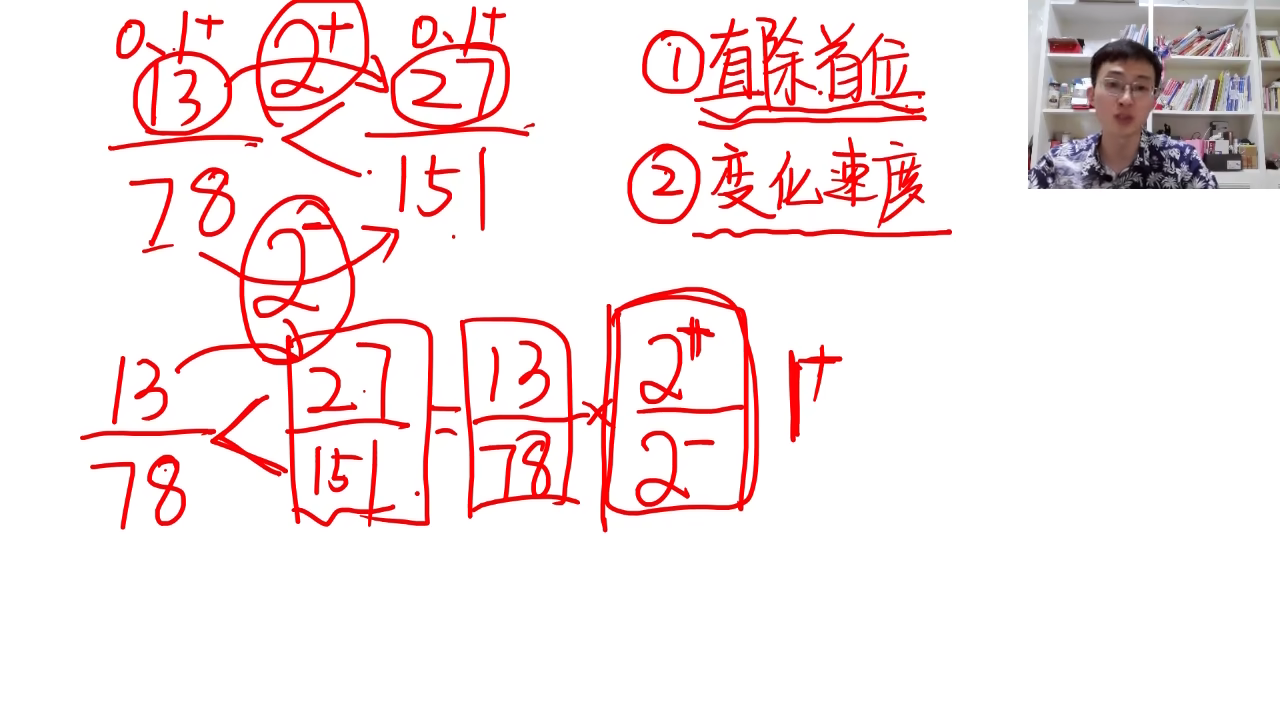 0.1+ 2+ 0.1+
13 27
78 < 151
2-
① 直除首位
② 变化速度
13 27 13 2+ 1+
78 < 151 = 78 × 2-